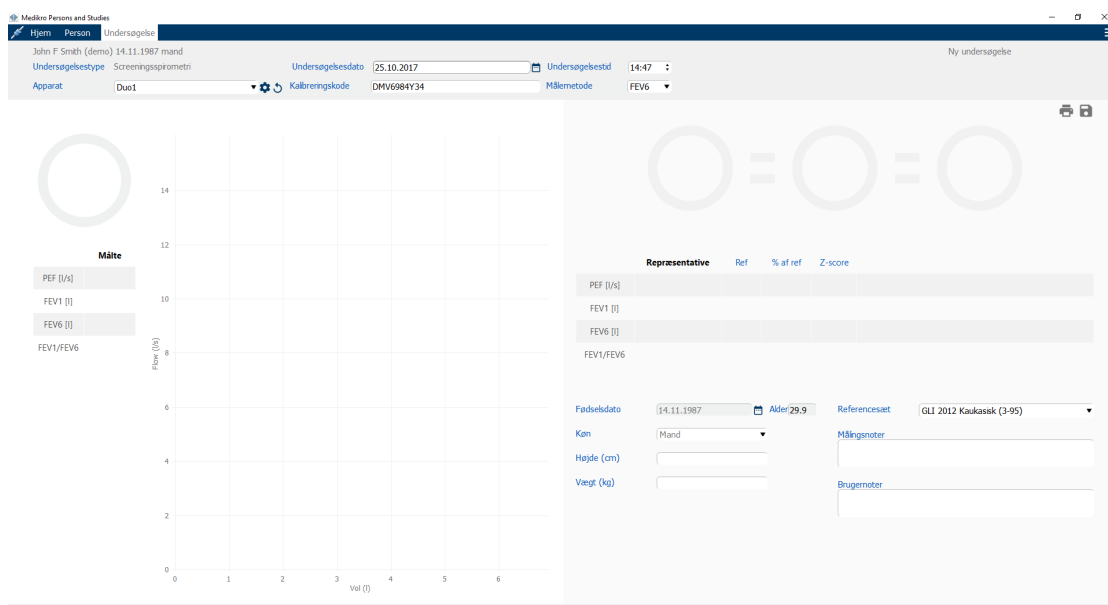 Medikro Persons and Studies
Hjem Person Undersøgelse
John F Smith (demo) 14.11.1987 mand
Ny undersøgelse
Undersøgelsestype Screeningsspirometri Undersøgelsesdato 25.10.2017 Undersøgelsestid 14:47
Apparat Duo1 Kalibreringskode DMV6984Y34 Målemetode FEV6
Målte
PEF [l/s]
FEV1 [l]
FEV6 [l]
FEV1/FEV6
Flow (l/s)
14
12
10
8
6
4
2
0
0 1 2 3 4 5 6
Vol (l)
Repræsentative Ref % af ref Z-score
PEF [l/s]
FEV1 [l]
FEV6 [l]
FEV1/FEV6
Fødselsdato 14.11.1987 Alder 29.9 Referencesæt GLI 2012 Kaukasisk (3-95)
Køn Mand Målingsnoter
Højde (cm)
Vægt (kg) Brugernoter